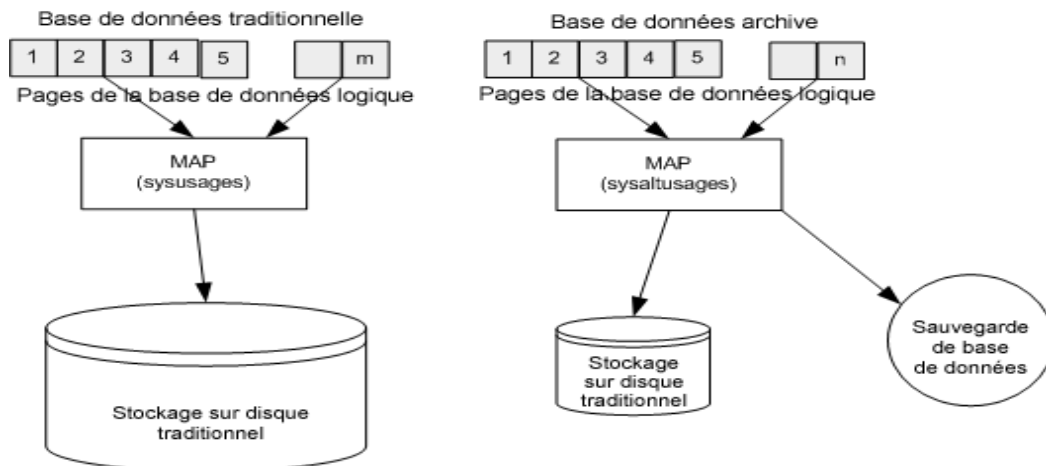 Base de données traditionnelle
1 2 3 4 5 m
Pages de la base de données logique
MAP
(sysusages)
Stockage sur disque
traditionnel
Base de données archive
1 2 3 4 5 n
Pages de la base de données logique
MAP
(sysaltusages)
Stockage
sur disque
traditionnel
Sauvegarde
de base
de données